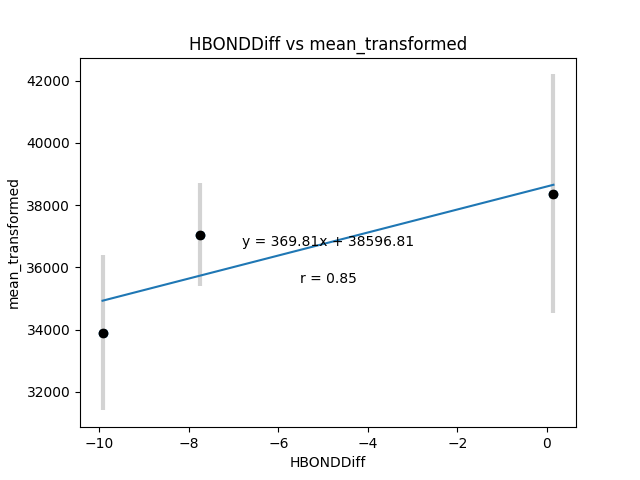 HBONDDiff vs mean_transformed
mean_transformed
42000
40000
38000
36000
34000
32000
y = 369.81x + 38596.81
r = 0.85
−10
−8
−6
−4
−2
0
HBONDDiff